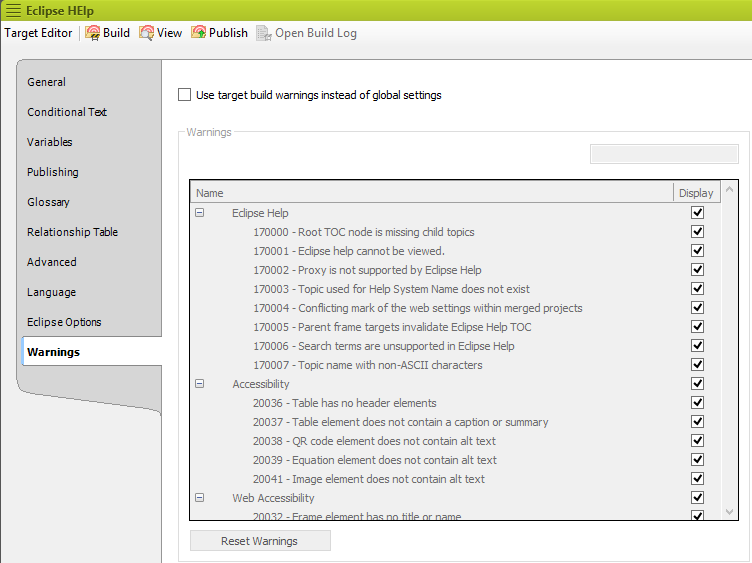 Eclipse HElp
Target Editor Build View Publish Open Build Log
General
Conditional Text
Variables
Publishing
Glossary
Relationship Table
Advanced
Language
Eclipse Options
Warnings
Use target build warnings instead of global settings
Warnings
Name Display
Eclipse Help
170000 - Root TOC node is missing child topics
170001 - Eclipse help cannot be viewed.
170002 - Proxy is not supported by Eclipse Help
170003 - Topic used for Help System Name does not exist
170004 - Conflicting mark of the web settings within merged projects
170005 - Parent frame targets invalidate Eclipse Help TOC
170006 - Search terms are unsupported in Eclipse Help
170007 - Topic name with non-ASCII characters
Accessibility
20036 - Table has no header elements
20037 - Table element does not contain a caption or summary
20038 - QR code element does not contain alt text
20039 - Equation element does not contain alt text
20041 - Image element does not contain alt text
Web Accessibility
20032 - Frame element has no title or name
Reset Warnings